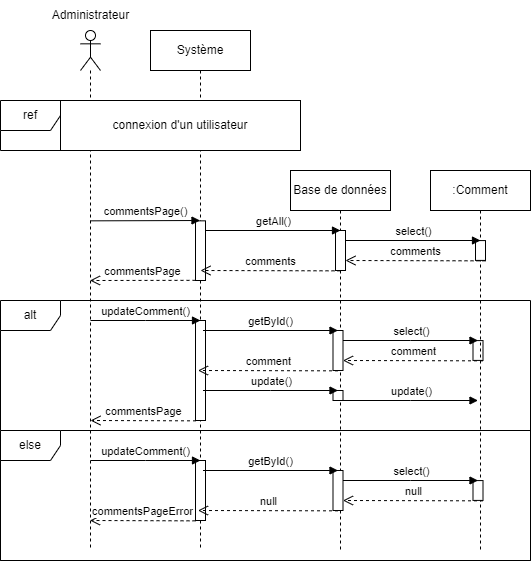 Administrateur
Système
ref
connexion d'un utilisateur
Base de données
:Comment
commentsPage()
getAll()
select()
comments
comments
commentsPage
alt
updateComment()
getById()
select()
comment
comment
update()
update()
commentsPage
else
updateComment()
getById()
select()
null
null
commentsPageError